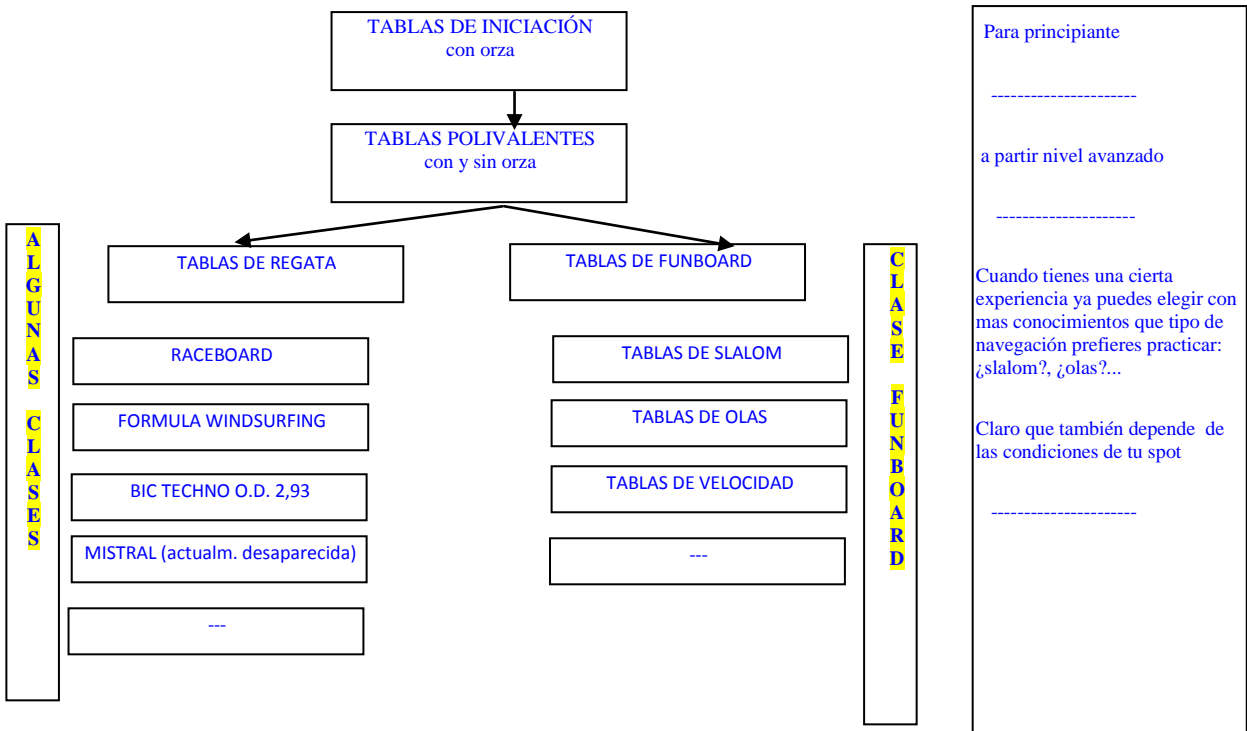 TABLAS DE INICIACIÓN
con orza
TABLAS POLIVALENTES
con y sin orza
TABLAS DE REGATA
TABLAS DE FUNBOARD
ALGUNAS CLASES
RACEBOARD
FORMULA WINDSURFING
BIC TECHNO O.D. 2,93
MISTRAL (actualm. desaparecida)
---
TABLAS DE SLALOM
TABLAS DE OLAS
TABLAS DE VELOCIDAD
---
CLASE FUNBOARD
Para principiante
----------------------
a partir nivel avanzado
---------------------
Cuando tienes una cierta
experiencia ya puedes elegir con
mas conocimientos que tipo de
navegación prefieres practicar:
¿slalom?, ¿olas?...
Claro que también depende de
las condiciones de tu spot
----------------------